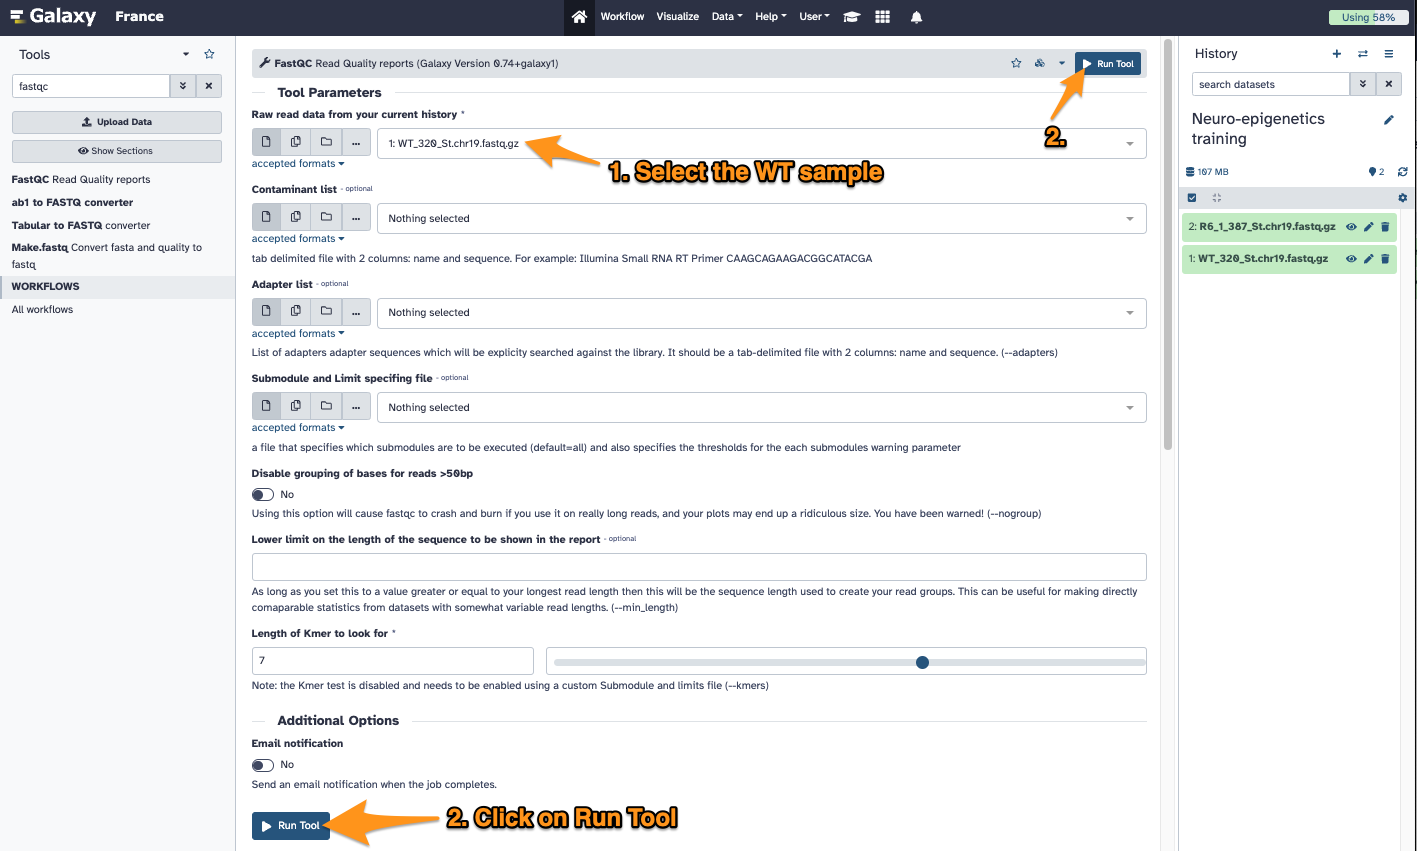 Galaxy France
Workflow Visualize Data Help User
Using 58%
Tools
fastqc
Upload Data
Show Sections
FastQC Read Quality reports
ab1 to FASTQ converter
Tabular to FASTQ converter
Make.fastq Convert fasta and quality to
fastq
WORKFLOWS
All workflows
FastQC Read Quality reports (Galaxy Version 0.74+galaxy1)
Run Tool
Tool Parameters
Raw read data from your current history *
2.
... 1: WT_320_St.chr19.fastq.gz
accepted formats
1. Select the WT sample
Contaminant list - optional
... Nothing selected
accepted formats
tab delimited file with 2 columns: name and sequence. For example: Illumina Small RNA RT Primer CAAGCAGAAGACGGCATACGA
Adapter list - optional
... Nothing selected
accepted formats
List of adapters adapter sequences which will be explicity searched against the library. It should be a tab-delimited file with 2 columns: name and sequence. (--adapters)
Submodule and Limit specifing file - optional
... Nothing selected
accepted formats
a file that specifies which submodules are to be executed (default=all) and also specifies the thresholds for the each submodules warning parameter
Disable grouping of bases for reads >50bp
No
Using this option will cause fastqc to crash and burn if you use it on really long reads, and your plots may end up a ridiculous size. You have been warned! (--nogroup)
Lower limit on the length of the sequence to be shown in the report - optional
As long as you set this to a value greater or equal to your longest read length then this will be the sequence length used to create your read groups. This can be useful for making directly
comaparable statistics from datasets with somewhat variable read lengths. (--min_length)
Length of Kmer to look for *
7
Note: the Kmer test is disabled and needs to be enabled using a custom Submodule and limits file (--kmers)
Additional Options
Email notification
No
Send an email notification when the job completes.
Run Tool
2. Click on Run Tool
History
search datasets
Neuro-epigenetics
training
167 MB
2
2: R6_1_387_St.chr19.fastq.gz
1: WT_320_St.chr19.fastq.gz